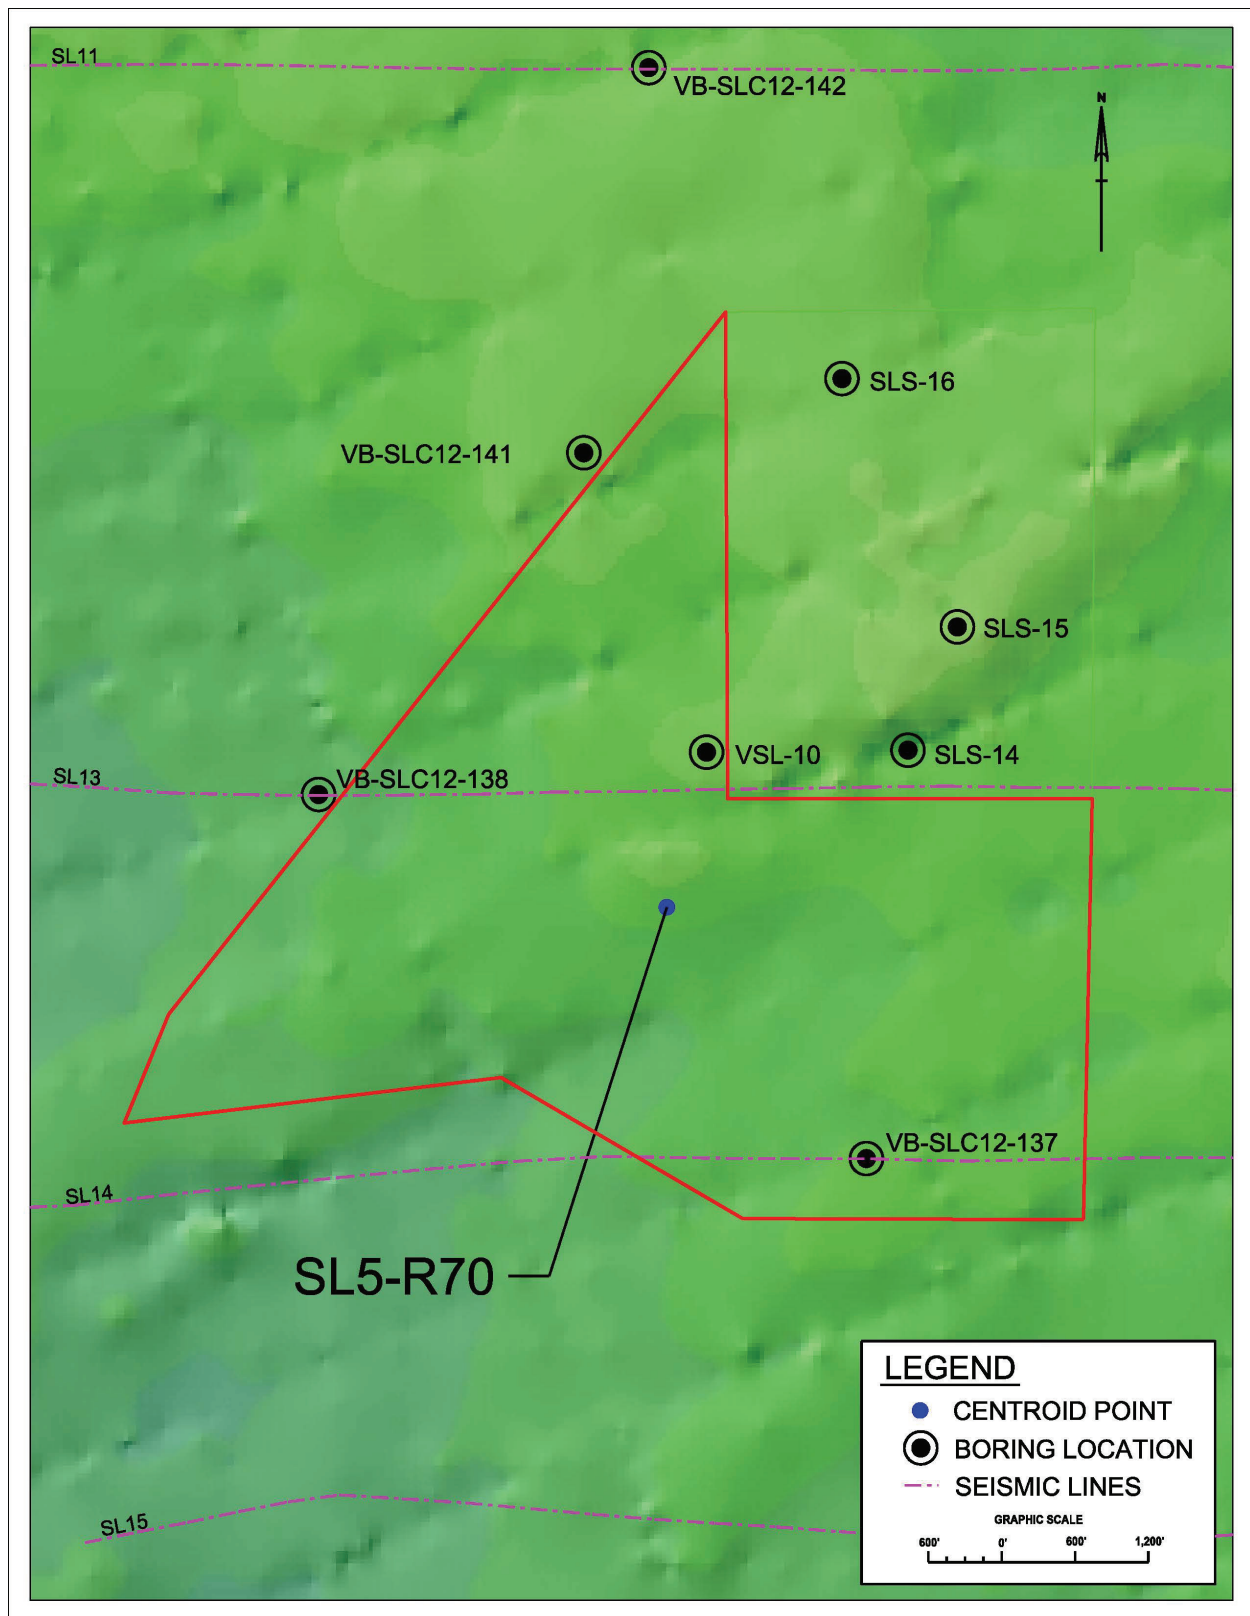 SL11
VB-SLC12-142
N
SLS-16
VB-SLC12-141
SLS-15
VSL-10
SLS-14
SL13
VB-SLC12-138
VB-SLC12-137
SL14
SL5-R70
SL15
LEGEND
CENTROID POINT
BORING LOCATION
SEISMIC LINES
GRAPHIC SCALE
600' 0' 600' 1,200'